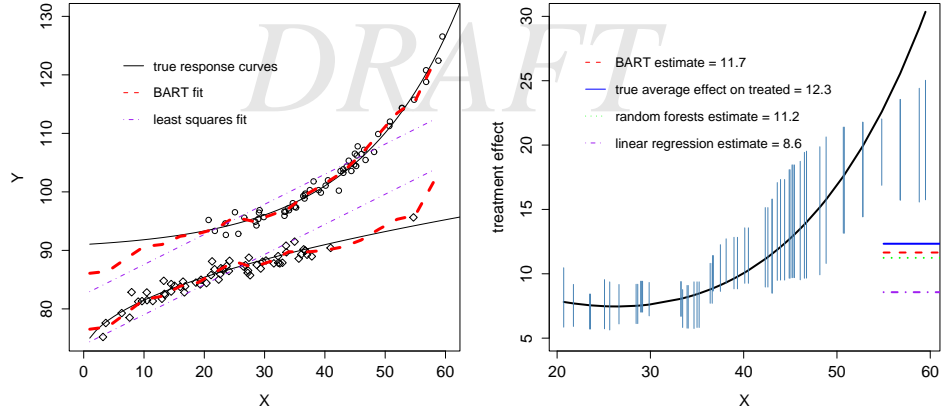 DRAFT
true response curves
BART fit
least squares fit
Y
130
120
110
100
90
80
0 10 20 30 40 50 60
X
BART estimate = 11.7
true average effect on treated = 12.3
random forests estimate = 11.2
linear regression estimate = 8.6
treatment effect
30
25
20
15
10
5
20 30 40 50 60
X